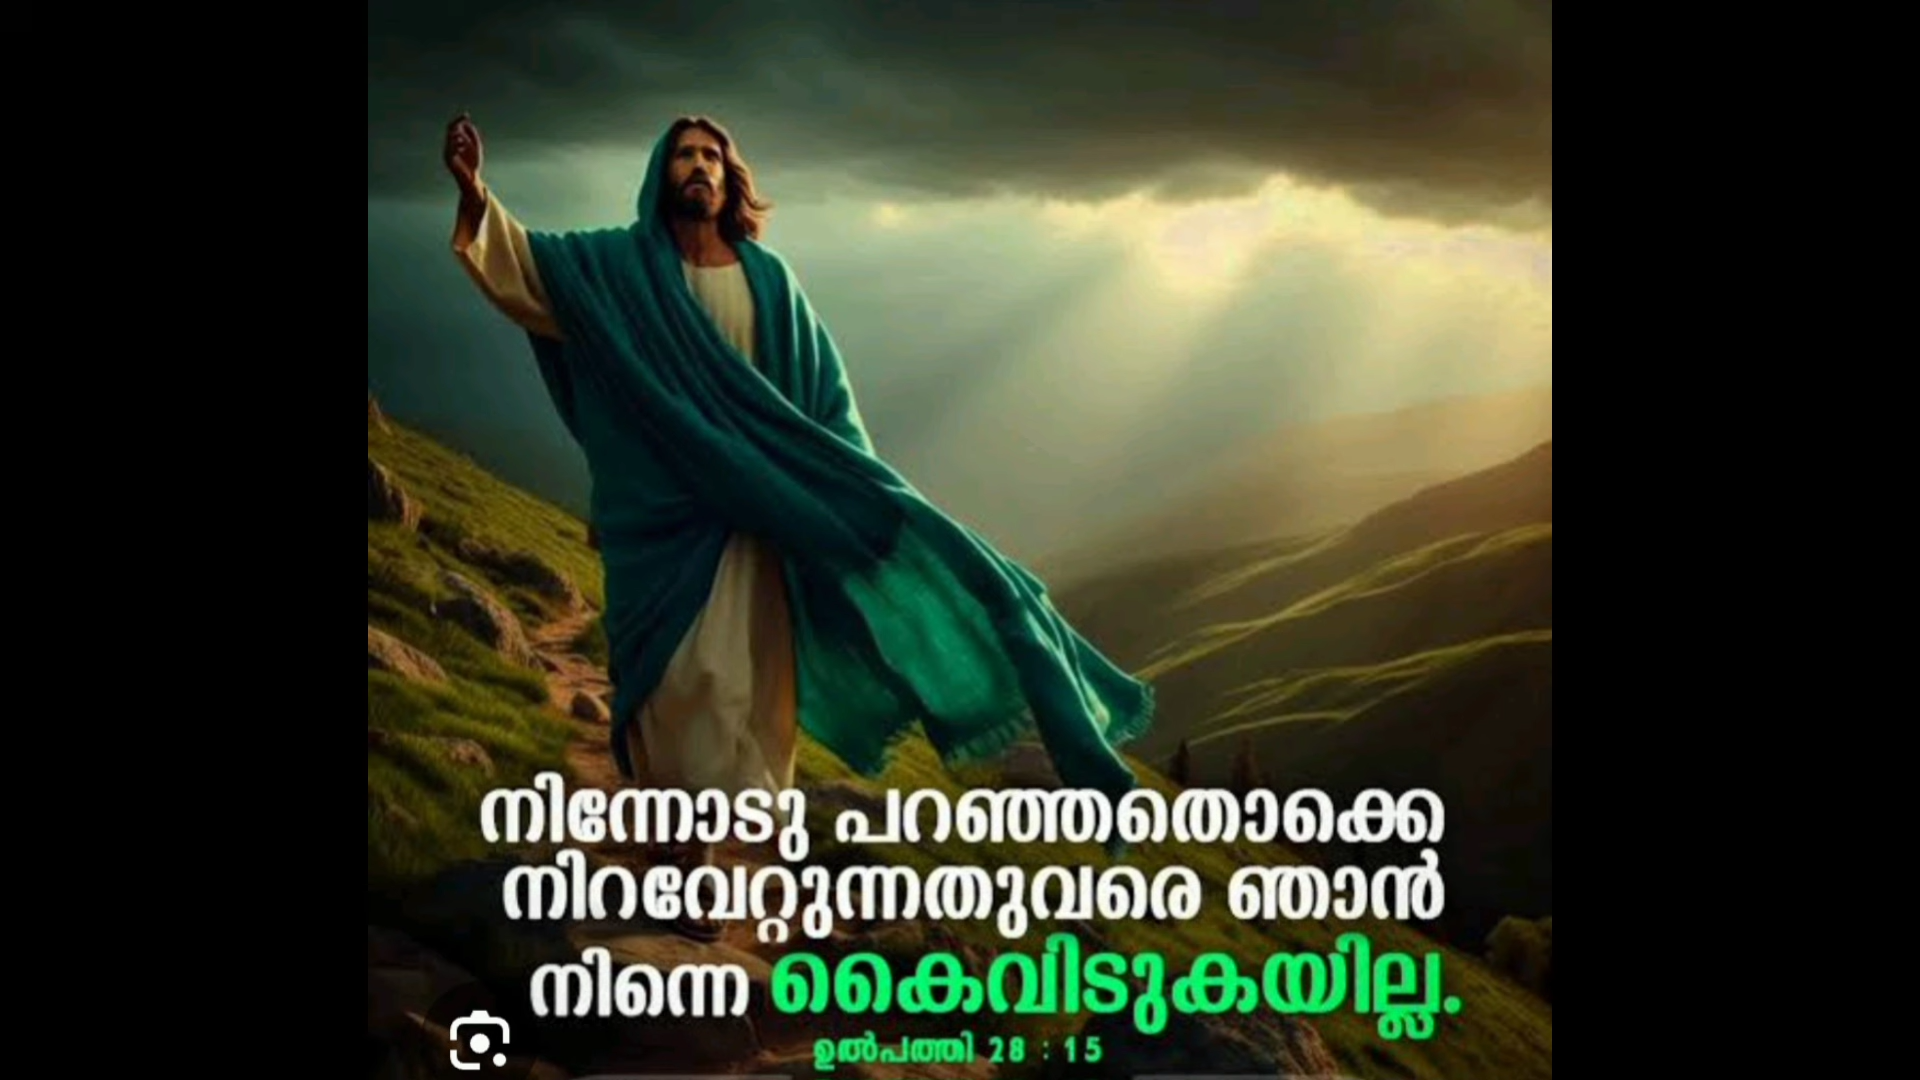 നിന്നോടു പറഞ്ഞതൊക്കെ
നിറവേറ്റുന്നതുവരെ ഞാൻ
നിന്നെ കൈവിടുകയില്ല.
ഉൽപത്തി 28 : 15